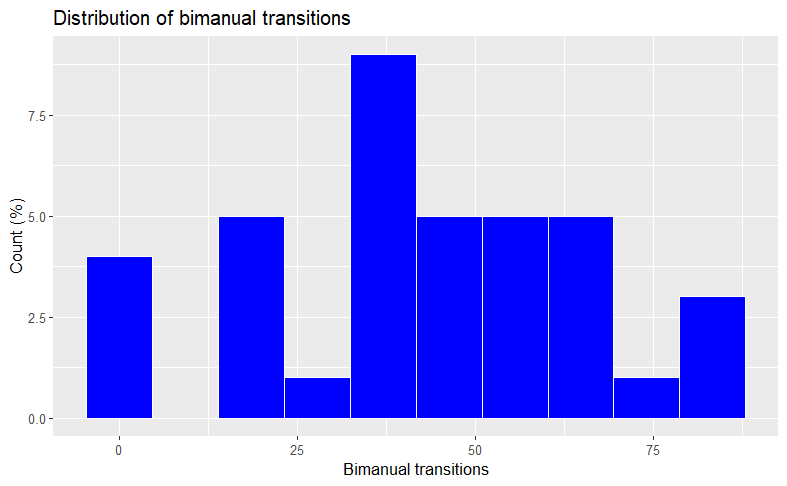 Distribution of bimanual transitions
Count (%)
7.5
5.0
2.5
0.0
0 25 50 75
Bimanual transitions